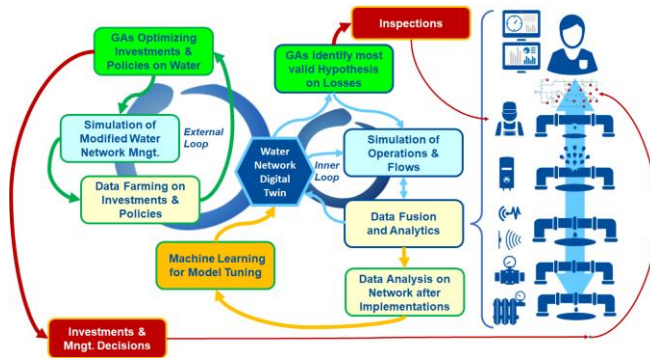 Inspections
GAs Optimizing
Investments &
Policies on Water
GAs identify most
valid Hypothesis
on Losses
Simulation of
Modified Water
Network Mngt.
External
Loop
Water
Network
Digital
Twin
Inner
Loop
Simulation of
Operations &
Flows
Data Farming on
Investments &
Policies
Data Fusion
and Analytics
Machine Learning
for Model Tuning
Data Analysis on
Network after
Implementations
Investments &
Mngt. Decisions